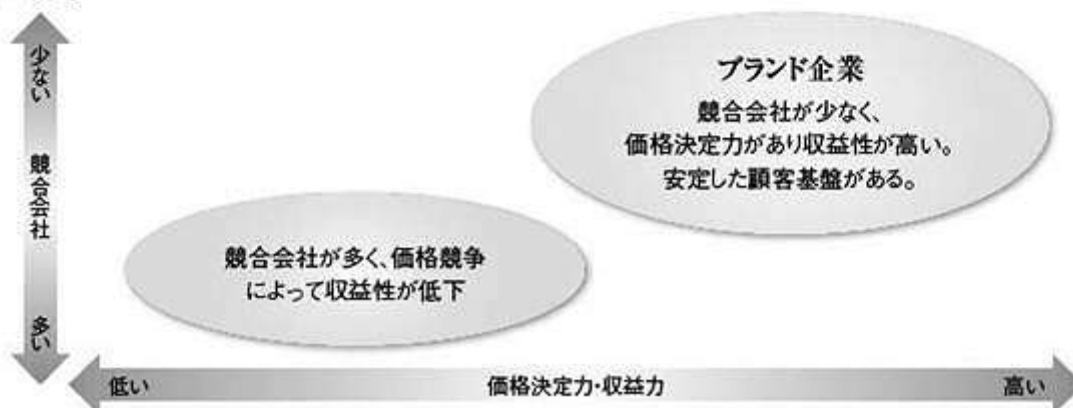 少ない
競合会社
多い
ブランド企業
競合会社が少なく、
価格決定力があり収益性が高い。
安定した顧客基盤がある。
競合会社が多く、価格競争
によって収益性が低下
低い
価格決定力・収益力
高い